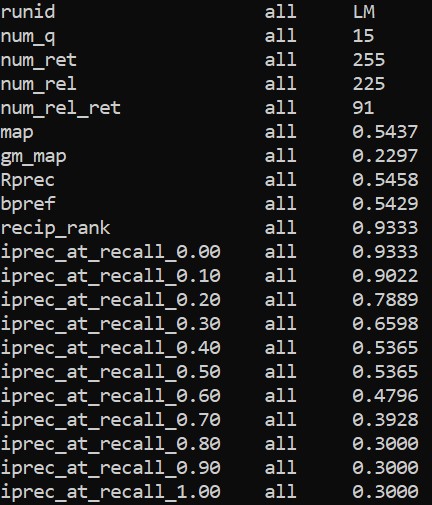 runid all LM
num_q all 15
num_ret all 255
num_rel all 225
num_rel_ret all 91
map all 0.5437
gm_map all 0.2297
Rprec all 0.5458
bpref all 0.5429
recip_rank all 0.9333
iprec_at_recall_0.00 all 0.9333
iprec_at_recall_0.10 all 0.9022
iprec_at_recall_0.20 all 0.7889
iprec_at_recall_0.30 all 0.6598
iprec_at_recall_0.40 all 0.5365
iprec_at_recall_0.50 all 0.5365
iprec_at_recall_0.60 all 0.4796
iprec_at_recall_0.70 all 0.3928
iprec_at_recall_0.80 all 0.3000
iprec_at_recall_0.90 all 0.3000
iprec_at_recall_1.00 all 0.3000